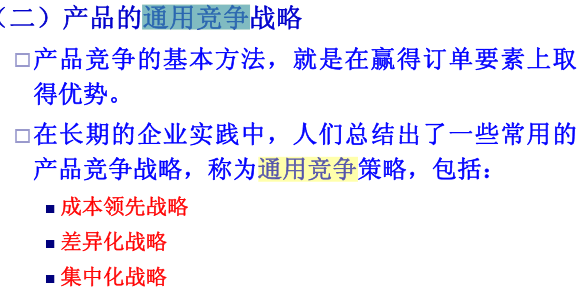 （二）产品的通用竞争战略
产品竞争的基本方法，就是在赢得订单要素上取
得优势。
在长期的企业实践中，人们总结出了一些常用的
产品竞争战略，称为通用竞争策略，包括：
成本领先战略
差异化战略
集中化战略